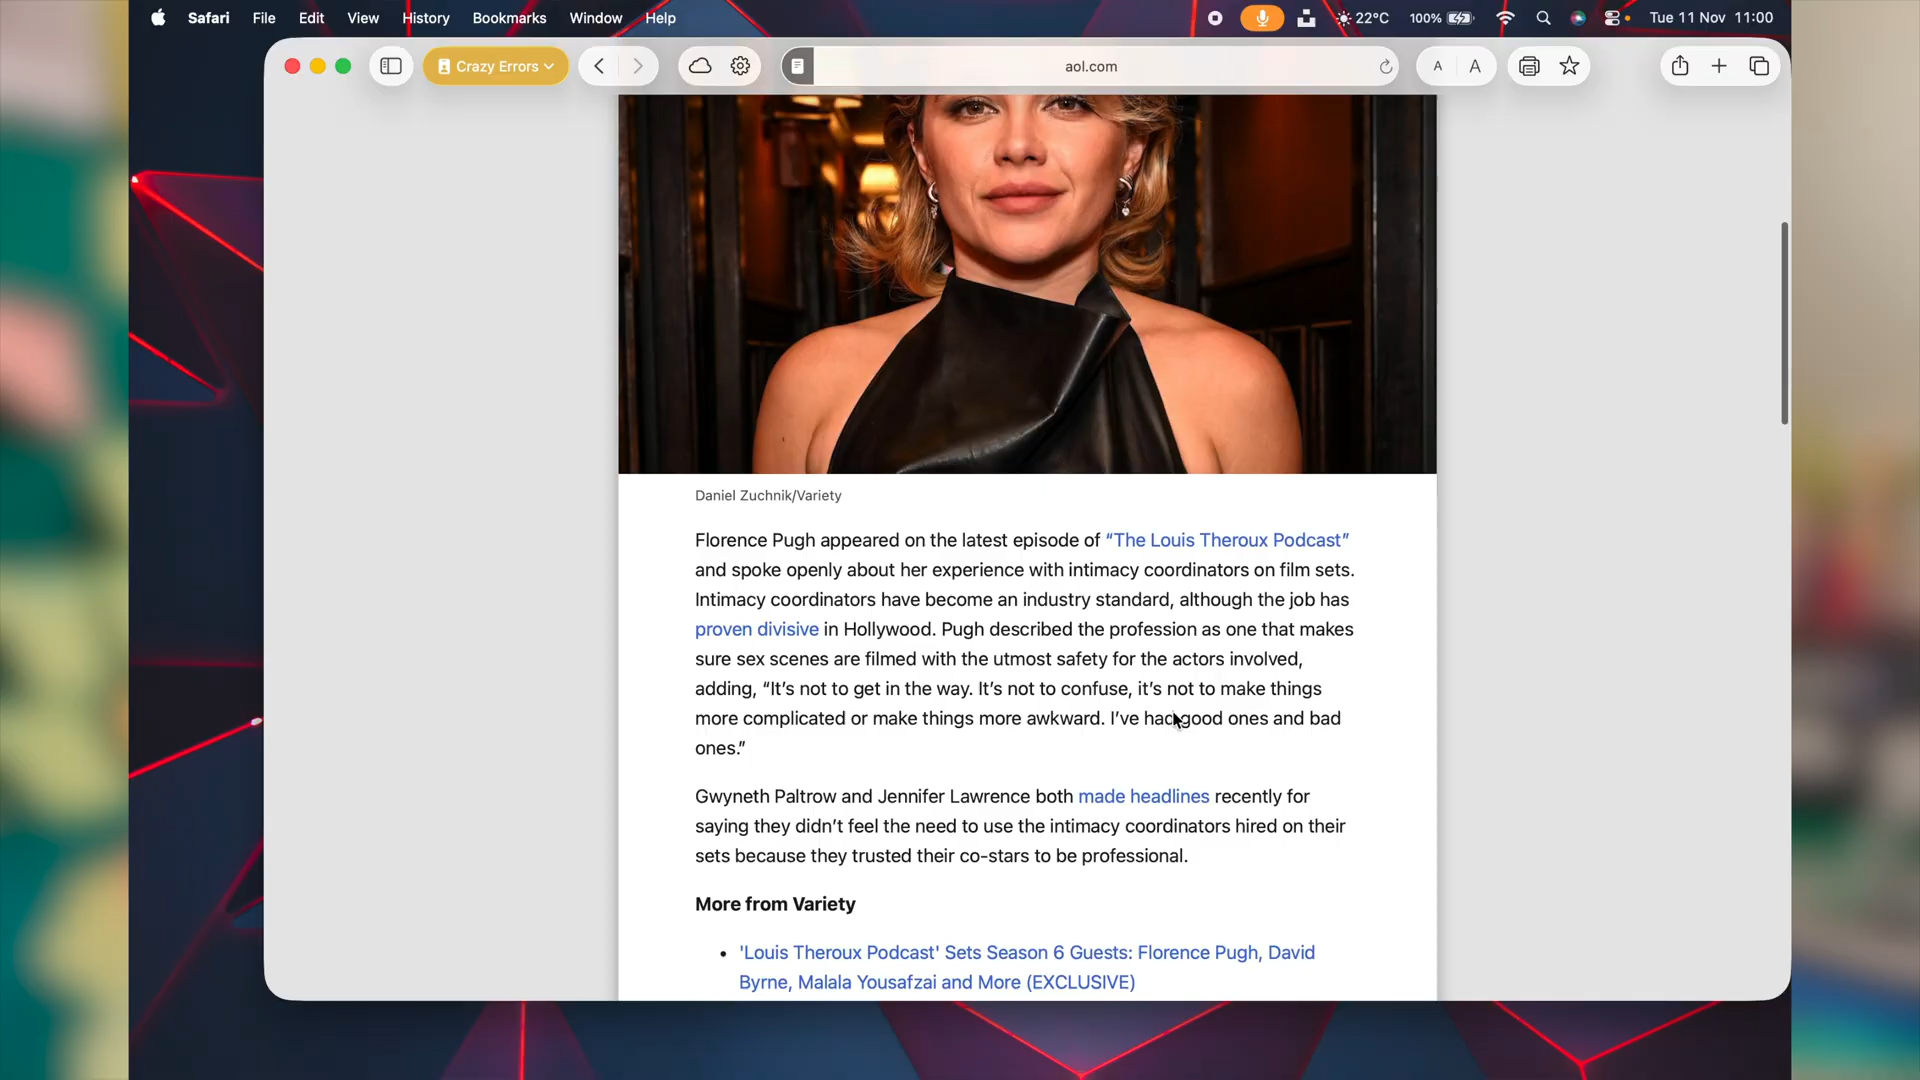 Safari File Edit View History Bookmarks Window Help 22°C 100% Tue 11 Nov 11:00
Crazy Errors aol.com A A
Daniel Zuchnik/Variety
Florence Pugh appeared on the latest episode of “The Louis Theroux Podcast”
and spoke openly about her experience with intimacy coordinators on film sets.
Intimacy coordinators have become an industry standard, although the job has
proven divisive in Hollywood. Pugh described the profession as one that makes
sure sex scenes are filmed with the utmost safety for the actors involved,
adding, “It’s not to get in the way. It’s not to confuse, it’s not to make things
more complicated or make things more awkward. I’ve had good ones and bad
ones.”
Gwyneth Paltrow and Jennifer Lawrence both made headlines recently for
saying they didn’t feel the need to use the intimacy coordinators hired on their
sets because they trusted their co-stars to be professional.
More from Variety
• 'Louis Theroux Podcast' Sets Season 6 Guests: Florence Pugh, David
Byrne, Malala Yousafzai and More (EXCLUSIVE)